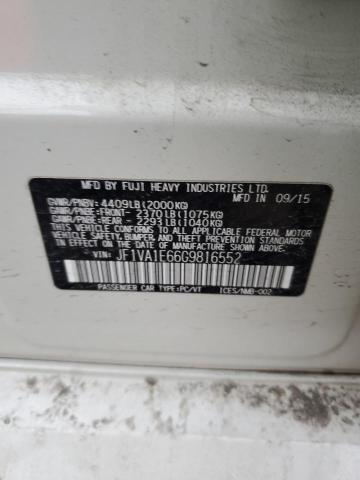 MFD BY FUJI HEAVY INDUSTRIES LTD. IN 09/15
GVWR/PNBV: 4409LB(2000KG)
GAWR/PNBE: FRONT- 2370LB(1075KG)
GAWR/PNBE: REAR - 2293LB(1040KG)
THIS VEHICLE CONFORMS TO ALL APPLICABLE FEDERAL MOTOR
VEHICLE SAFETY, BUMPER, AND THEFT PREVENTION STANDARDS
IN EFFECT ON THE DATE OF MANUFACTURE SHOWN ABOVE.
VIN: JF1VA1E66G9816552
PASSENGER CAR TYPE:PC/VT ICES/NMB-002